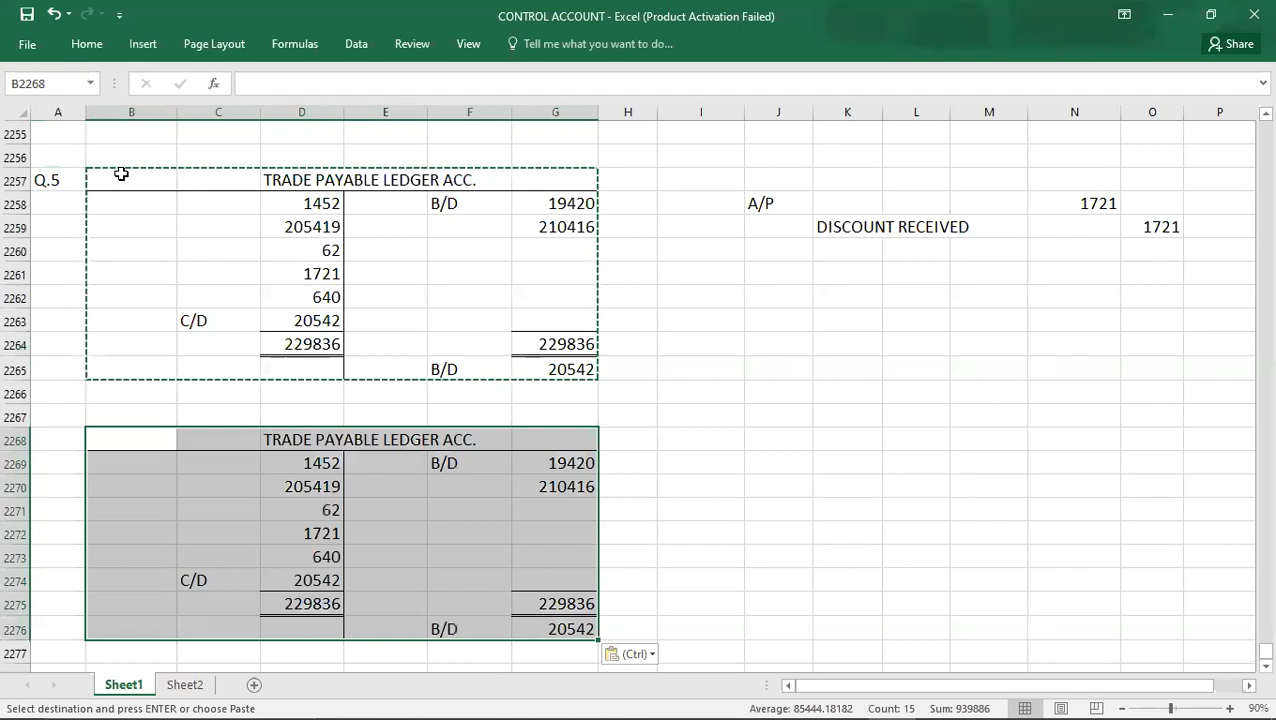 CONTROL ACCOUNT - Excel (Product Activation Failed)
File Home Insert Page Layout Formulas Data Review View Tell me what you want to do... Share
B2268 fx
A B C D E F G H I J K L M N O P
2255
2256
2257 Q.5 TRADE PAYABLE LEDGER ACC.
2258 1452 B/D 19420 A/P 1721
2259 205419 210416 DISCOUNT RECEIVED 1721
2260 62
2261 1721
2262 640
2263 C/D 20542
2264 229836 229836
2265 B/D 20542
2266
2267
2268 TRADE PAYABLE LEDGER ACC.
2269 1452 B/D 19420
2270 205419 210416
2271 62
2272 1721
2273 640
2274 C/D 20542
2275 229836 229836
2276 B/D 20542
2277 (Ctrl)
Sheet1 Sheet2
Select destination and press ENTER or choose Paste Average: 85444.18182 Count: 15 Sum: 939886 90%